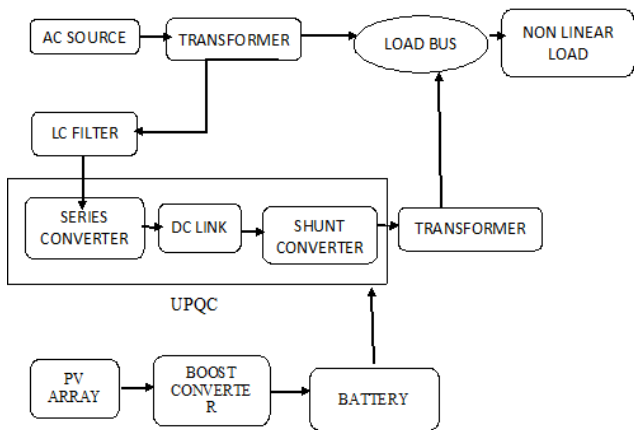 AC SOURCE
TRANSFORMER
LOAD BUS
NON LINEAR
LOAD
LC FILTER
SERIES
CONVERTER
DC LINK
SHUNT
CONVERTER
TRANSFORMER
UPQC
PV
ARRAY
BOOST
CONVERTE
R
BATTERY